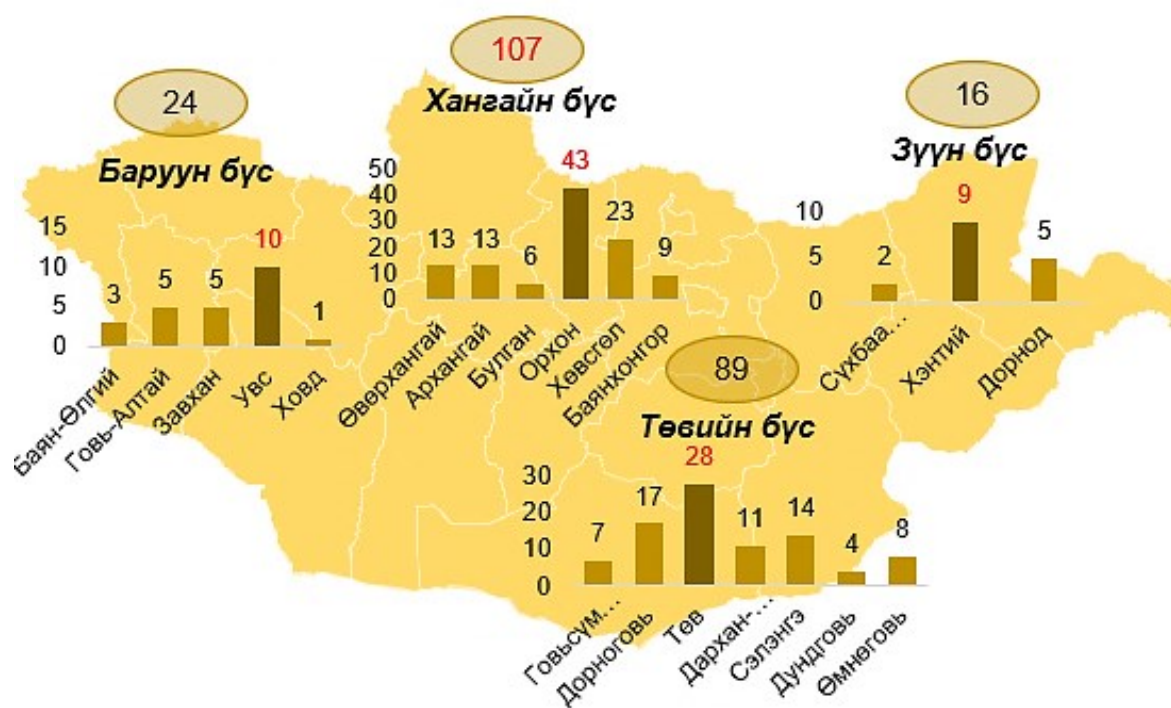 24
Баруун бүс
15
10
5
0
3
5
5
10
1
Баян-Өлгий
Говь-Алтай
Завхан
Увс
Ховд
107
Хангайн бүс
50
40
30
20
10
0
13
13
6
43
23
9
Өвөрхангай
Архангай
Булган
Орхон
Хөвсгөл
Баянхонгор
16
Зүүн бүс
10
5
0
2
9
5
Сүхбаа...
Хэнтий
Дорнод
89
Төвийн бүс
30
20
10
0
7
17
28
11
14
4
8
Говьсүм...
Дорноговь
Төв
Дархан-...
Сэлэнгэ
Дундговь
Өмнөговь